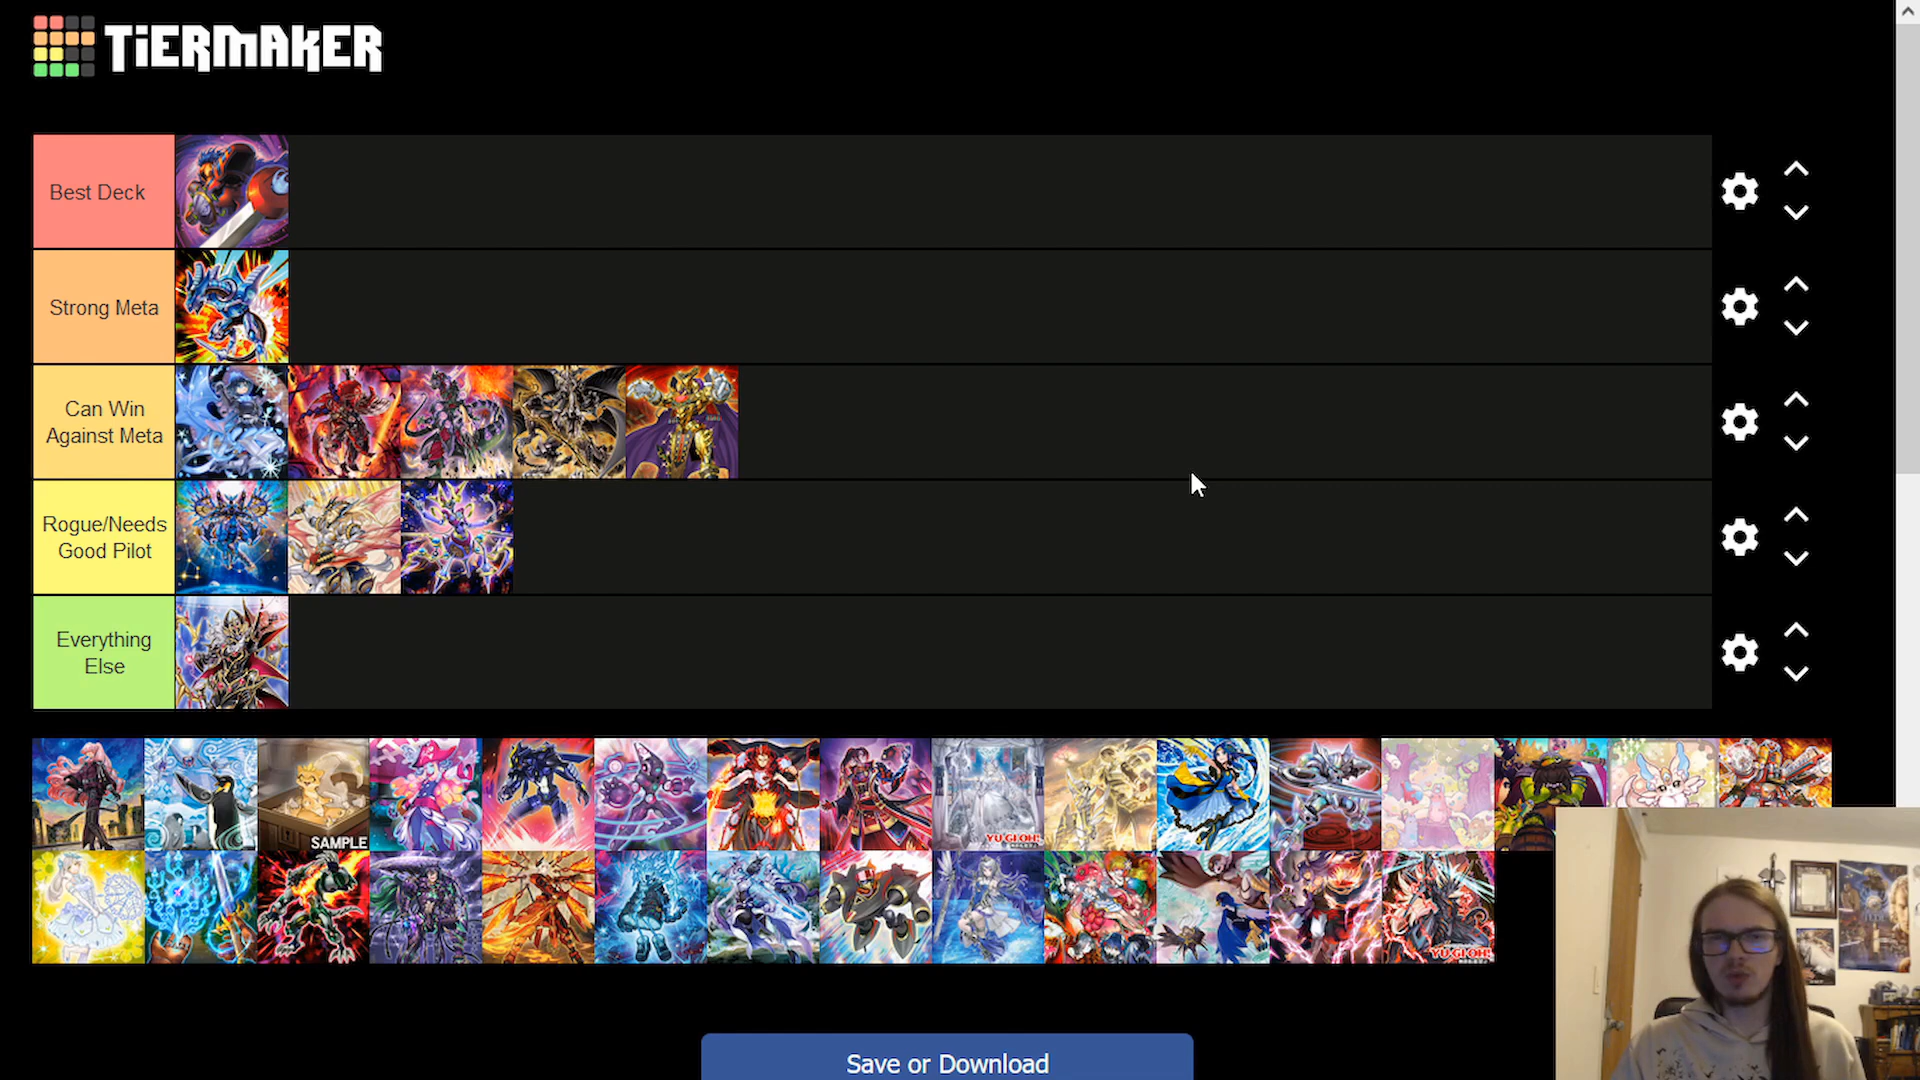 TiERMAKER
Best Deck
Strong Meta
Can Win
Against Meta
Rogue/Needs
Good Pilot
Everything
Else
SAMPLE
YU-GI-OH!
YU-GI-OH!
Save or Download